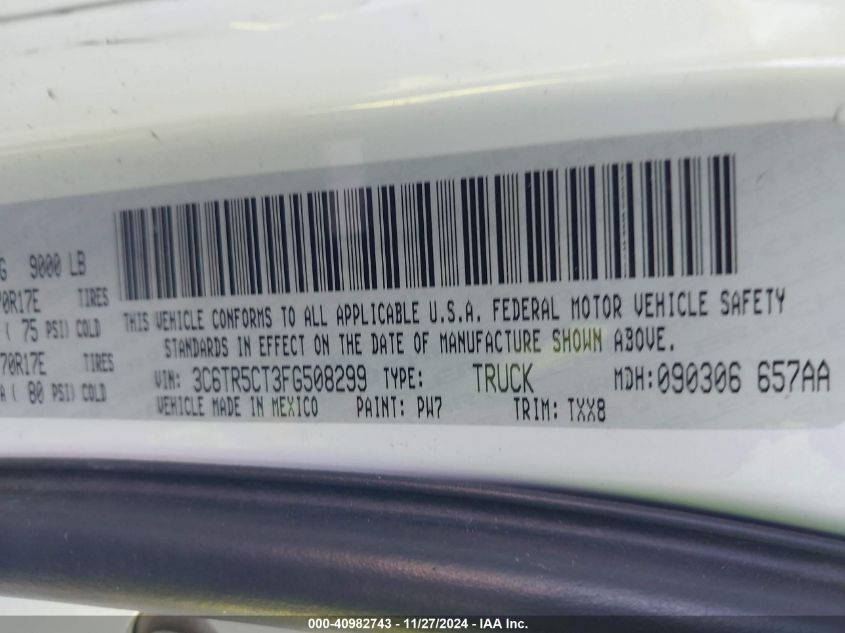 G 9000 LB
70R17E TIRES
( 75 PSI) COLD
70R17E TIRES
A ( 80 PSI) COLD
THIS VEHICLE CONFORMS TO ALL APPLICABLE U.S.A. FEDERAL MOTOR VEHICLE SAFETY
STANDARDS IN EFFECT ON THE DATE OF MANUFACTURE SHOWN ABOVE.
VIN: 3C6TR5CT3FG508299 TYPE: TRUCK MDH:090306 657AA
VEHICLE MADE IN MEXICO PAINT: PW7 TRIM: TXX8
000-40982743 - 11/27/2024 - IAA Inc.